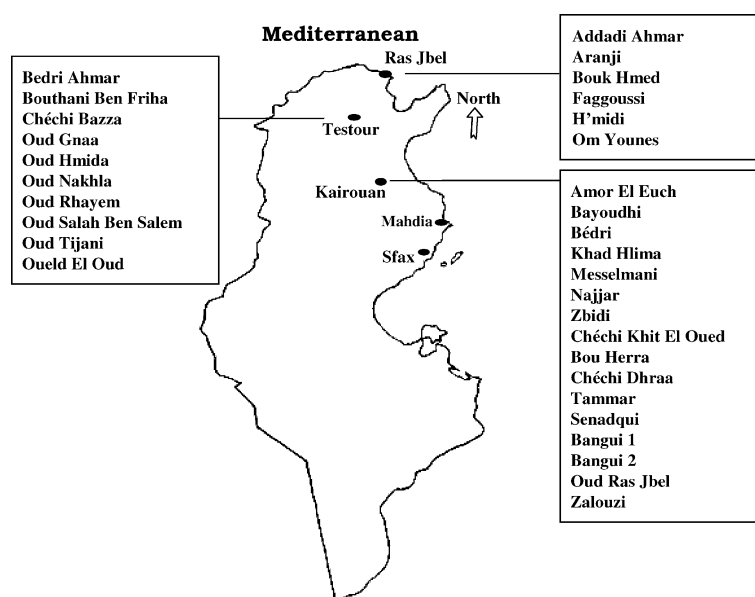 Mediterranean
Ras Jbel
North
Testour
Kairouan
Mahdia
Sfax
Bedri Ahmar
Bouthani Ben Friha
Chéchi Bazza
Oud Gnaa
Oud Hmida
Oud Nakhla
Oud Rhayem
Oud Salah Ben Salem
Oud Tijani
Oueld El Oud
Addadi Ahmar
Aranji
Bouk Hmed
Faggoussi
H'midi
Om Younes
Amor El Euch
Bayoudhi
Bédri
Khad Hlima
Messelmani
Najjar
Zbidi
Chéchi Khit El Oued
Bou Herra
Chéchi Dhraa
Tammar
Senadqui
Bangui 1
Bangui 2
Oud Ras Jbel
Zalouzi